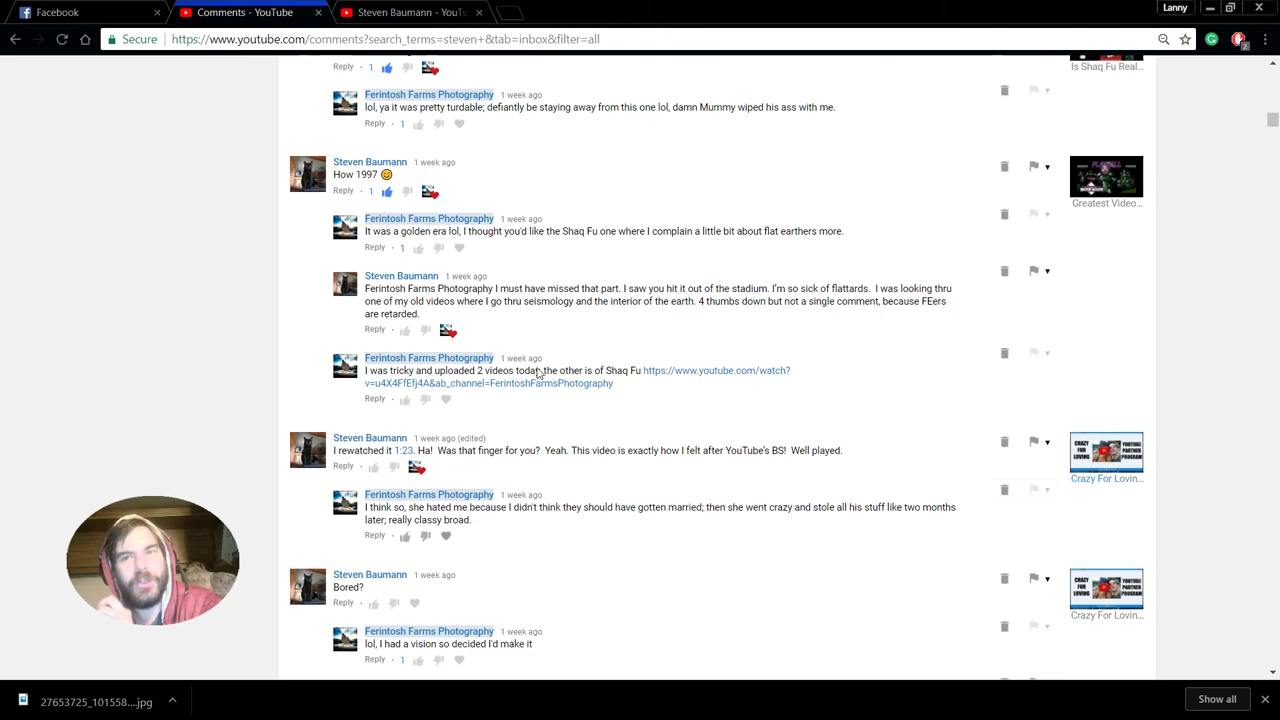 Facebook
Comments - YouTube
Steven Baumann - YouTu
Lanny
Secure
https://www.youtube.com/comments?search_terms=steven+&tab=inbox&filter=all
Reply · 1
Is Shaq Fu Real...
Ferintosh Farms Photography 1 week ago
lol, ya it was pretty turdable; defiantly be staying away from this one lol, damn Mummy wiped his ass with me.
Reply · 1
Steven Baumann 1 week ago
How 1997 😊
Reply · 1
Greatest Video...
Ferintosh Farms Photography 1 week ago
It was a golden era lol, I thought you'd like the Shaq Fu one where I complain a little bit about flat earthers more.
Reply · 1
Steven Baumann 1 week ago
Ferintosh Farms Photography I must have missed that part. I saw you hit it out of the stadium. I'm so sick of flattards. I was looking thru
one of my old videos where I go thru seismology and the interior of the earth. 4 thumbs down but not a single comment, because FEers
are retarded.
Reply ·
Ferintosh Farms Photography 1 week ago
I was tricky and uploaded 2 videos today, the other is of Shaq Fu https://www.youtube.com/watch?
v=u4X4FfEfj4A&ab_channel=FerintoshFarmsPhotography
Reply ·
Steven Baumann 1 week ago (edited)
I rewatched it 1:23. Ha! Was that finger for you? Yeah. This video is exactly how I felt after YouTube's BS! Well played.
Reply ·
CRAZY FOR LOVING
YOUTUBE PARTNER PROGRAM
Crazy For Lovin...
Ferintosh Farms Photography 1 week ago
I think so, she hated me because I didn't think they should have gotten married; then she went crazy and stole all his stuff like two months
later; really classy broad.
Reply ·
Steven Baumann 1 week ago
Bored?
Reply ·
CRAZY FOR LOVING
YOUTUBE PARTNER PROGRAM
Crazy For Lovin...
Ferintosh Farms Photography 1 week ago
lol, I had a vision so decided I'd make it
Reply · 1
27653725_101558....jpg
Show all